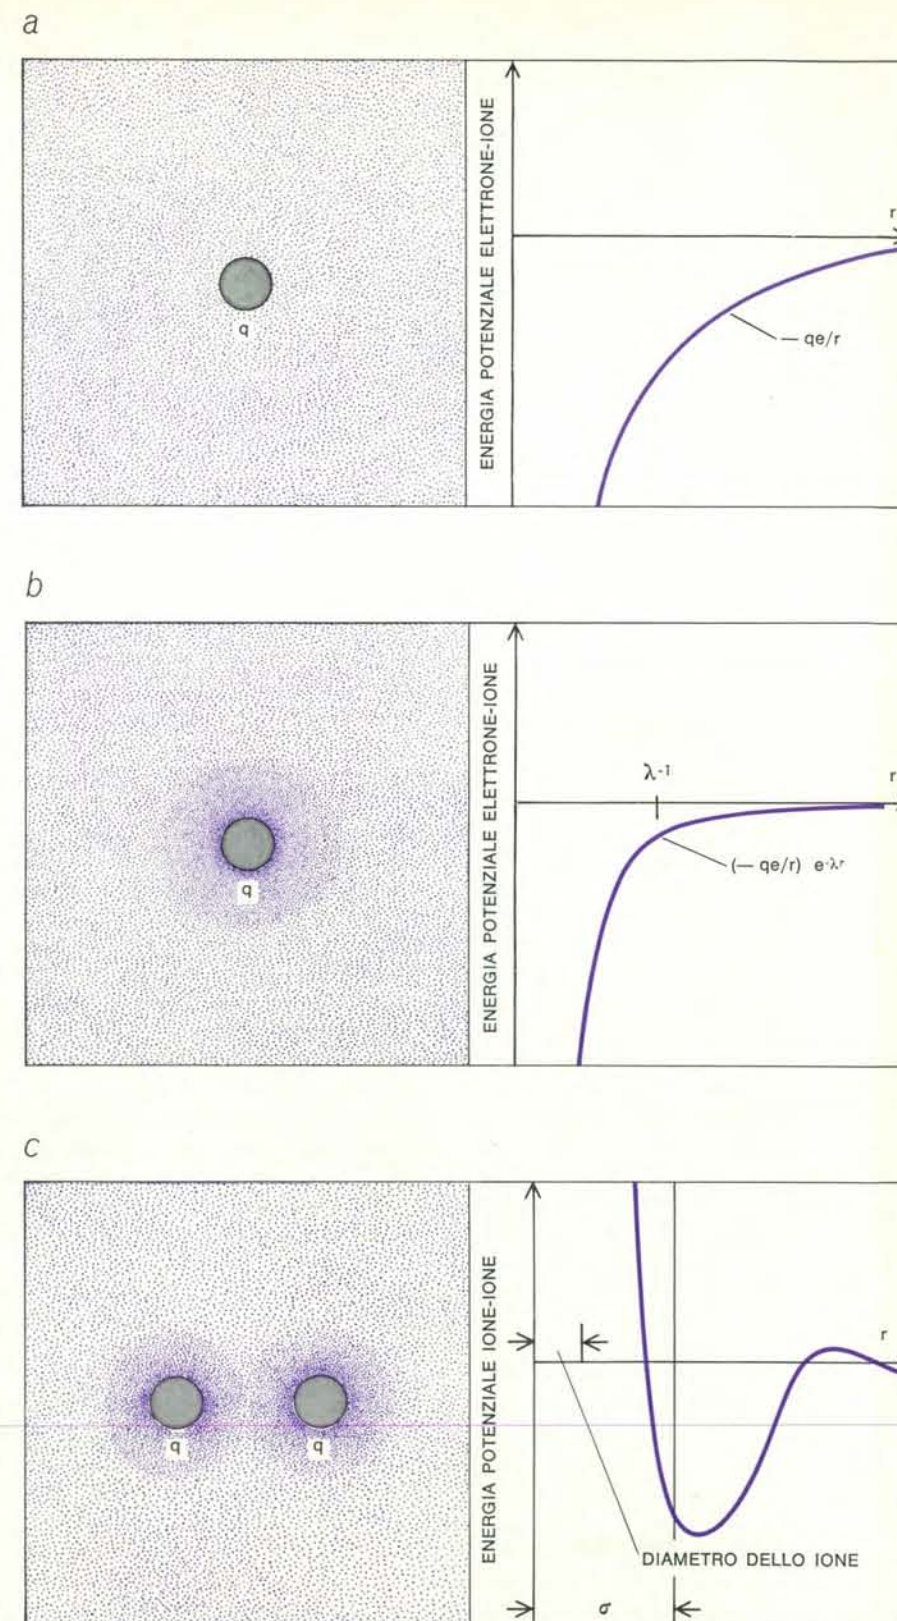 a
ENERGIA POTENZIALE ELETTRONE-IONE
r
q
— qe/r
b
ENERGIA POTENZIALE ELETTRONE-IONE
λ-1
r
q
(— qe/r) e-λr
c
ENERGIA POTENZIALE IONE-IONE
r
q
q
DIAMETRO DELLO IONE
σ